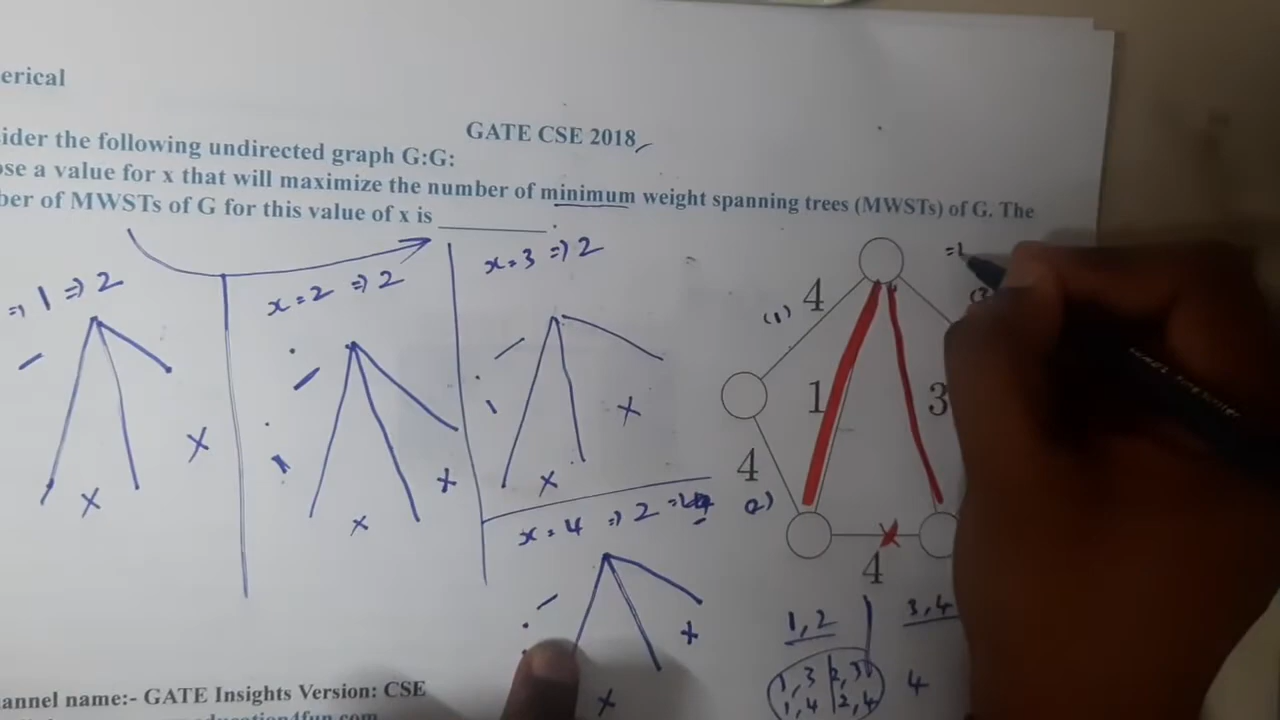 erical
GATE CSE 2018
ider the following undirected graph G:G:
ose a value for x that will maximize the number of minimum weight spanning trees (MWSTs) of G. The
ber of MWSTs of G for this value of x is
=> 1 => 2
x=2 => 2
x=3 => 2
x=4 => 2
(1) 4
1
3
4
4
1,2
3,4
1,3 2,3
1,4 2,4
4
annel name:- GATE Insights Version: CSE